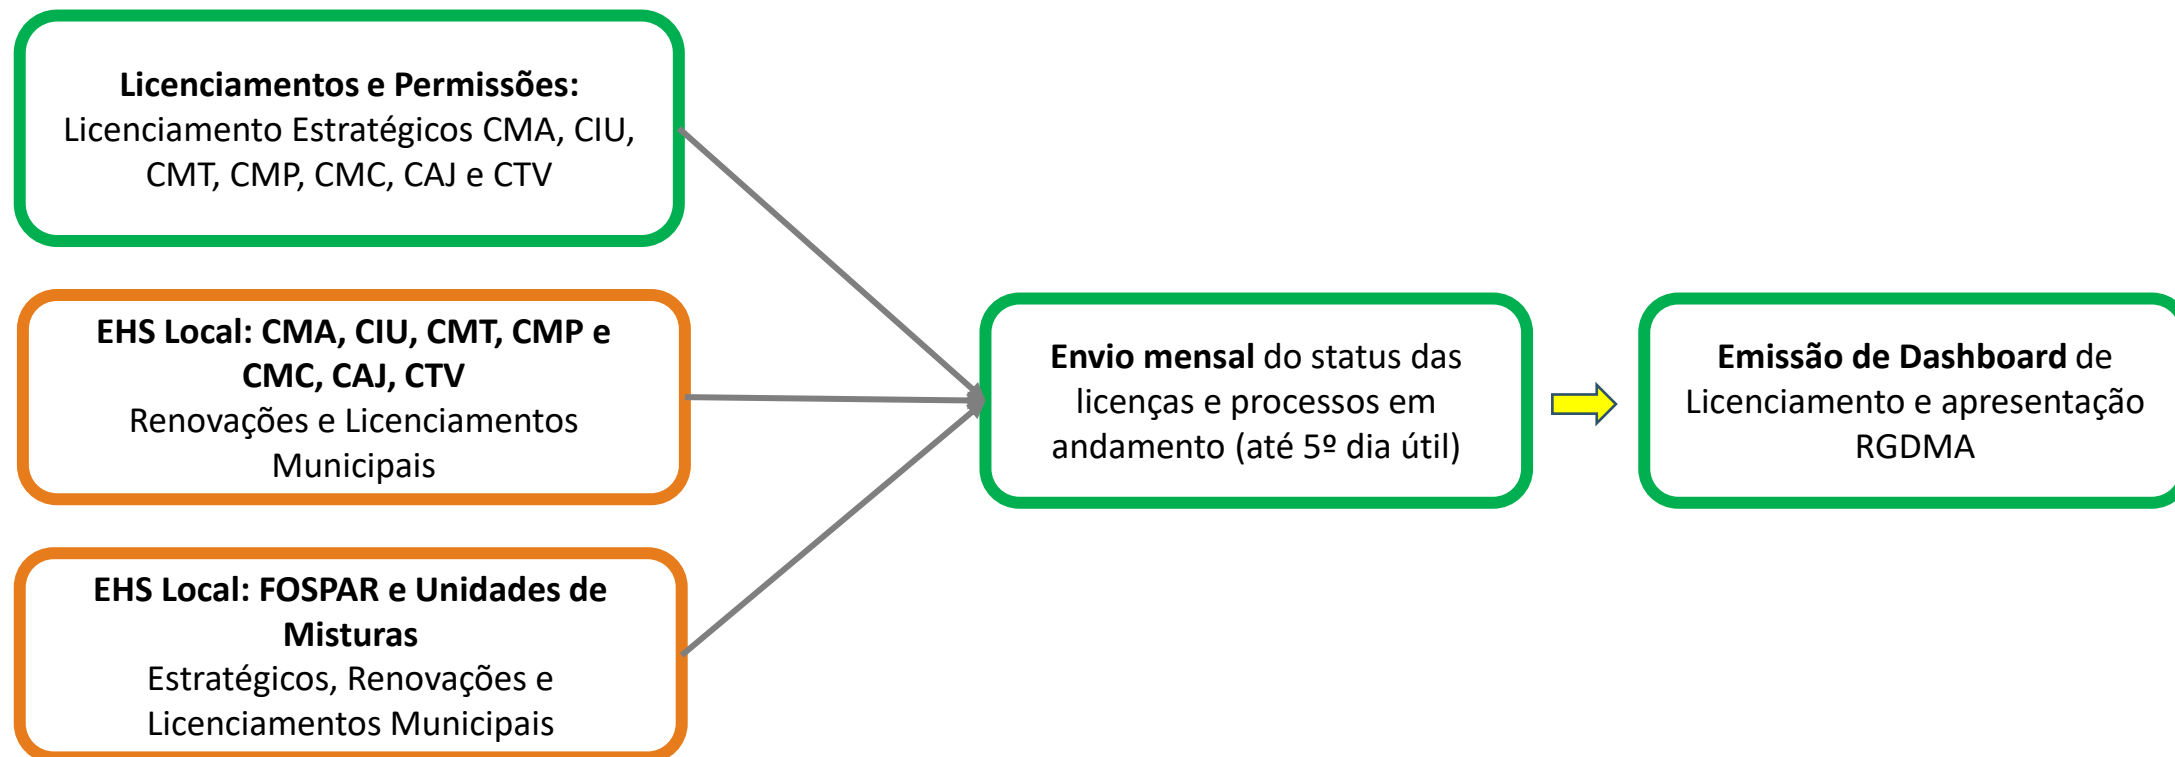 Licenciamentos e Permissões:
Licenciamento Estratégicos CMA, CIU,
CMT, CMP, CMC, CAJ e CTV
EHS Local: CMA, CIU, CMT, CMP e
CMC, CAJ, CTV
Renovações e Licenciamentos
Municipais
EHS Local: FOSPAR e Unidades de
Misturas
Estratégicos, Renovações e
Licenciamentos Municipais
Envio mensal do status das
licenças e processos em
andamento (até 5º dia útil)
Emissão de Dashboard de
Licenciamento e apresentação
RGDMA